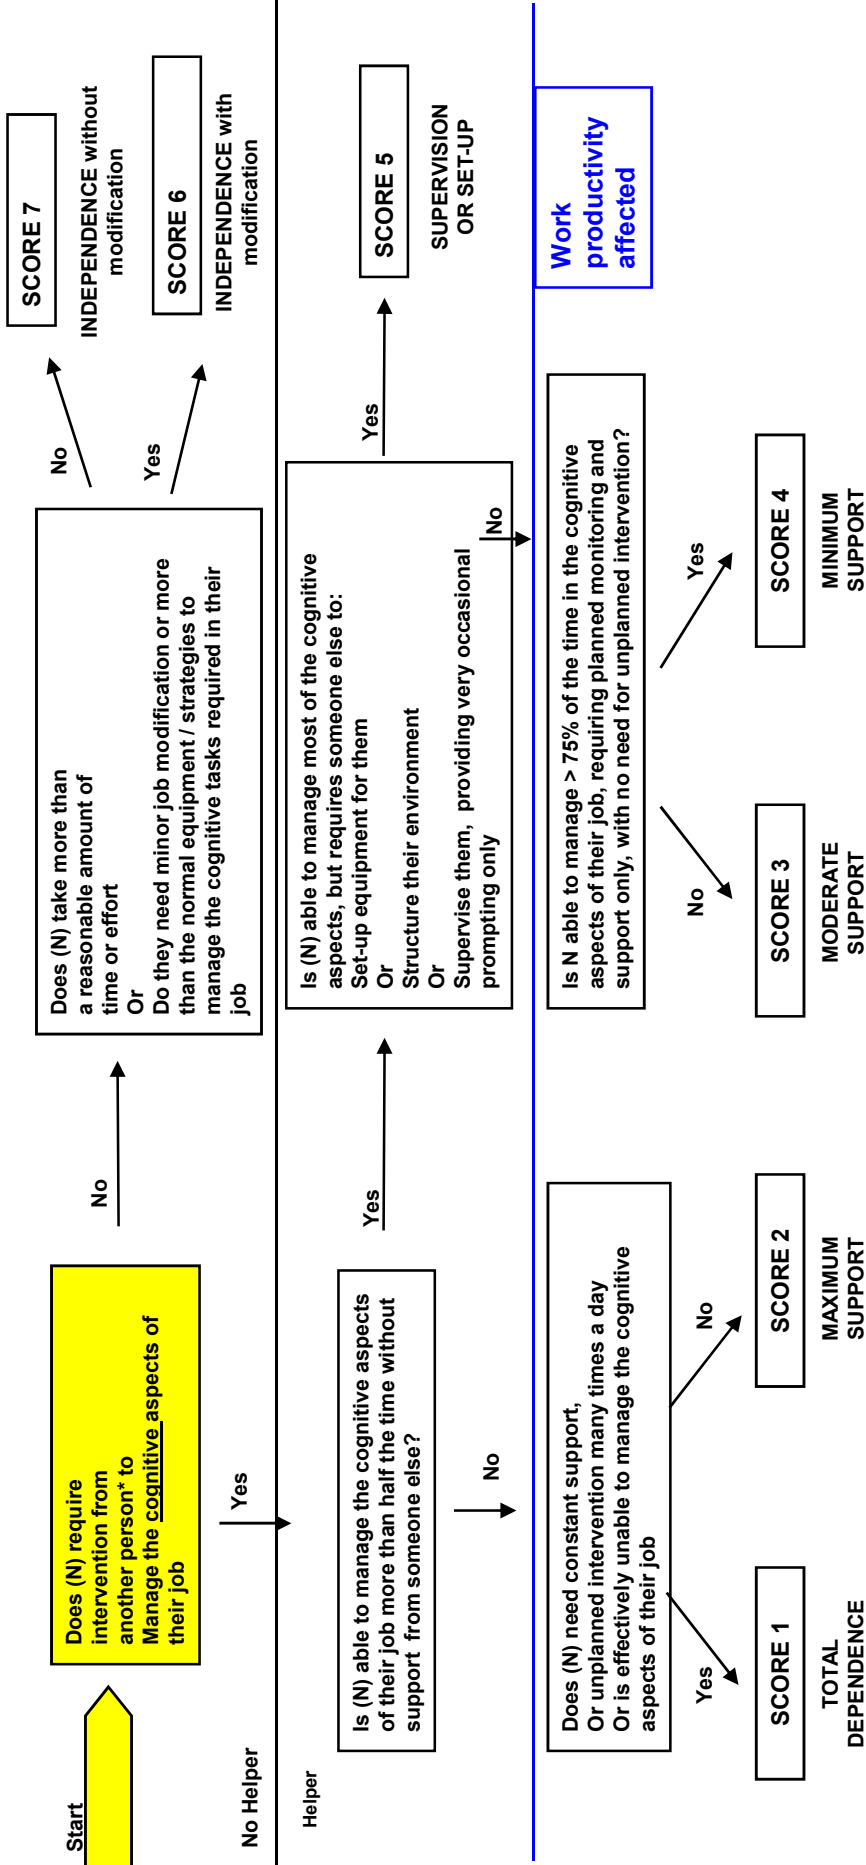 Start
Does (N) require
intervention from
another person* to
Manage the cognitive aspects of
their job
No
Does (N) take more than
a reasonable amount of
time or effort
Or
Do they need minor job modification or more
than the normal equipment / strategies to
manage the cognitive tasks required in their
job
No
SCORE 7
INDEPENDENCE without
modification
Yes
SCORE 6
INDEPENDENCE with
modification
Yes
No Helper
Helper
Is (N) able to manage the cognitive aspects
of their job more than half the time without
support from someone else?
Yes
Is (N) able to manage most of the cognitive
aspects, but requires someone else to:
Set-up equipment for them
Or
Structure their environment
Or
Supervise them, providing very occasional
prompting only
Yes
SCORE 5
SUPERVISION
OR SET-UP
No
No
Work
productivity
affected
Does (N) need constant support,
Or unplanned intervention many times a day
Or is effectively unable to manage the cognitive
aspects of their job
Yes
No
SCORE 1
TOTAL
DEPENDENCE
SCORE 2
MAXIMUM
SUPPORT
Is N able to manage > 75% of the time in the cognitive
aspects of their job, requiring planned monitoring and
support only, with no need for unplanned intervention?
No
Yes
SCORE 3
MODERATE
SUPPORT
SCORE 4
MINIMUM
SUPPORT